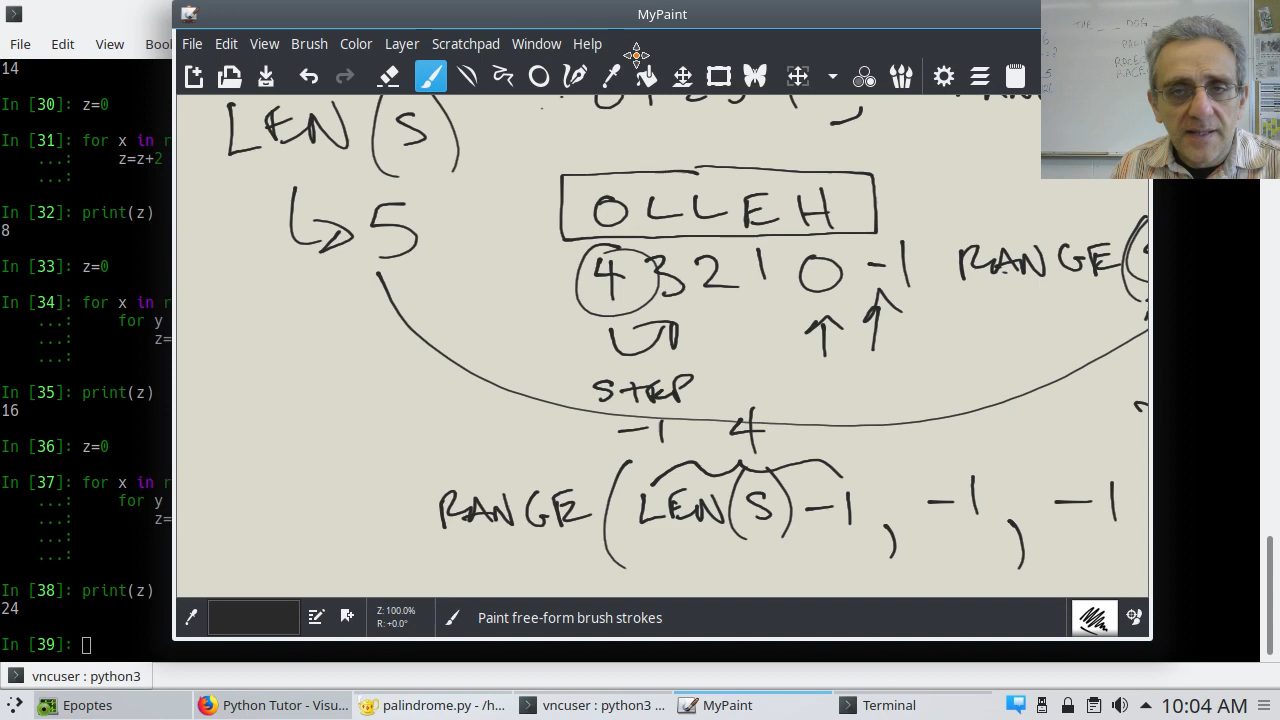 MyPaint
File Edit View Boo
File Edit View Brush Color Layer Scratchpad Window Help
14
In [30]: z=0
In [31]: for x in r
...: z=z+2
...:
In [32]: print(z)
8
In [33]: z=0
In [34]: for x in r
...: for y
...: z=
...:
In [35]: print(z)
16
In [36]: z=0
In [37]: for x in r
...: for y
...: z=
...:
...:
In [38]: print(z)
24
In [39]:
LEN(S)
5
OLLEH
4 3 2 1 0 -1 RANGE(
STEP
-1 4
RANGE(LEN(S)-1, -1, -1
Z: 100.0%
R: +0.0°
Paint free-form brush strokes
vncuser : python3
Epoptes
Python Tutor - Visu...
palindrome.py - /h...
vncuser : python3 ...
MyPaint
Terminal
10:04 AM